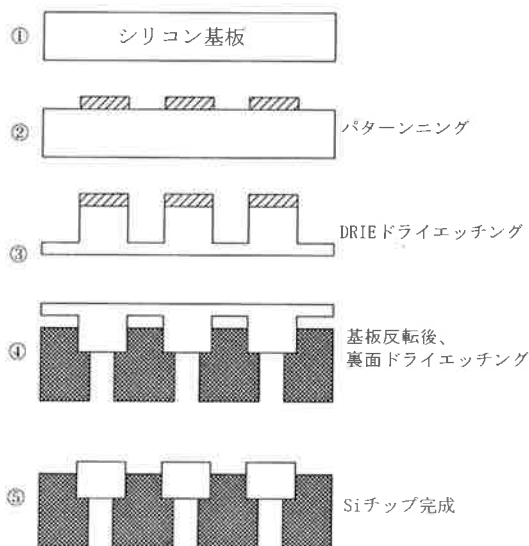 ①
シリコン基板
②
パターンニング
③
DRIEドライエッチング
④
基板反転後、
裏面ドライエッチング
⑤
Siチップ完成